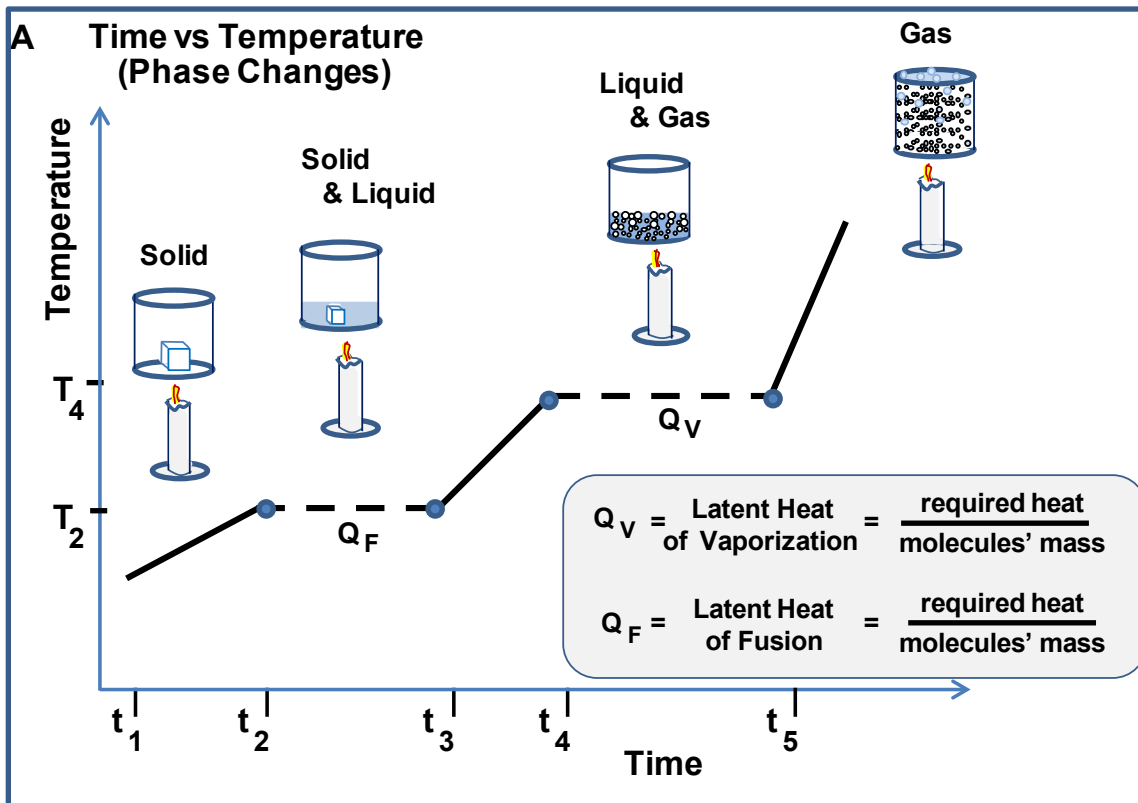 A
Time vs Temperature
(Phase Changes)
Gas
Liquid
& Gas
Solid
& Liquid
Solid
Temperature
T4
T2
QF
QV
QV = Latent Heat of Vaporization = required heat / molecules’ mass
QF = Latent Heat of Fusion = required heat / molecules’ mass
t1 t2 t3 t4 t5
Time